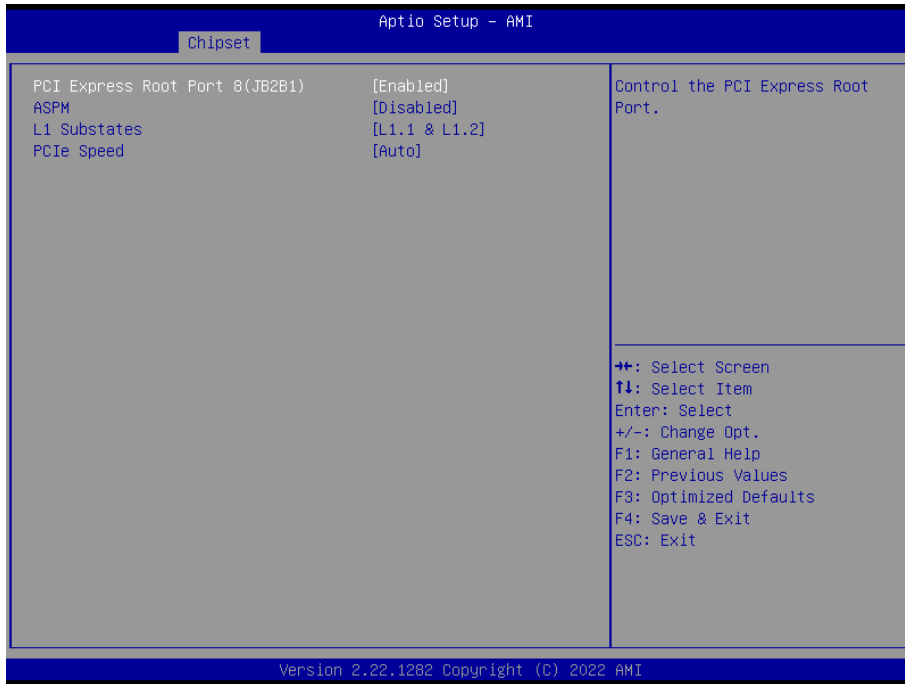 Aptio Setup – AMI
Chipset
PCI Express Root Port 8(JB2B1) [Enabled]
ASPM [Disabled]
L1 Substates [L1.1 & L1.2]
PCIe Speed [Auto]
Control the PCI Express Root
Port.
→←: Select Screen
↑↓: Select Item
Enter: Select
+/-: Change Opt.
F1: General Help
F2: Previous Values
F3: Optimized Defaults
F4: Save & Exit
ESC: Exit
Version 2.22.1282 Copyright (C) 2022 AMI